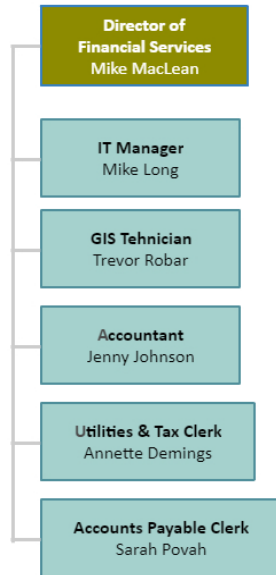 Director of
Financial Services
Mike MacLean
IT Manager
Mike Long
GIS Tehnician
Trevor Robar
Accountant
Jenny Johnson
Utilities & Tax Clerk
Annette Demings
Accounts Payable Clerk
Sarah Povah